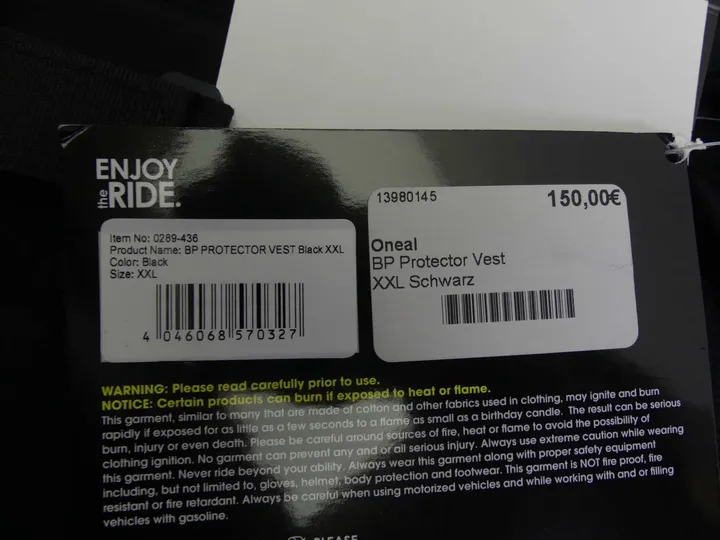 ENJOY
the RIDE.
Item No: 0289-436
Product Name: BP PROTECTOR VEST Black XXL
Color: Black
Size: XXL
4 046068 570327
13980145
150,00€
Oneal
BP Protector Vest
XXL Schwarz
WARNING: Please read carefully prior to use.
NOTICE: Certain products can burn if exposed to heat or flame.
This garment, similar to many that are made of cotton and other fabrics used in clothing, may ignite and burn
rapidly if exposed for as little as a few seconds to a flame as small as a birthday candle. The result can be serious
burn, injury or even death. Please be careful around sources of fire, heat or flame to avoid the possibility of
clothing ignition. No garment can prevent any and or all serious injury. Always use extreme caution while wearing
this garment. Never ride beyond your ability. Always wear this garment along with proper safety equipment
including, but not limited to, gloves, helmet, body protection and footwear. This garment is NOT fire proof, fire
resistant or fire retardant. Always be careful when using motorized vehicles and while working with and or filling
vehicles with gasoline.
PLEASE